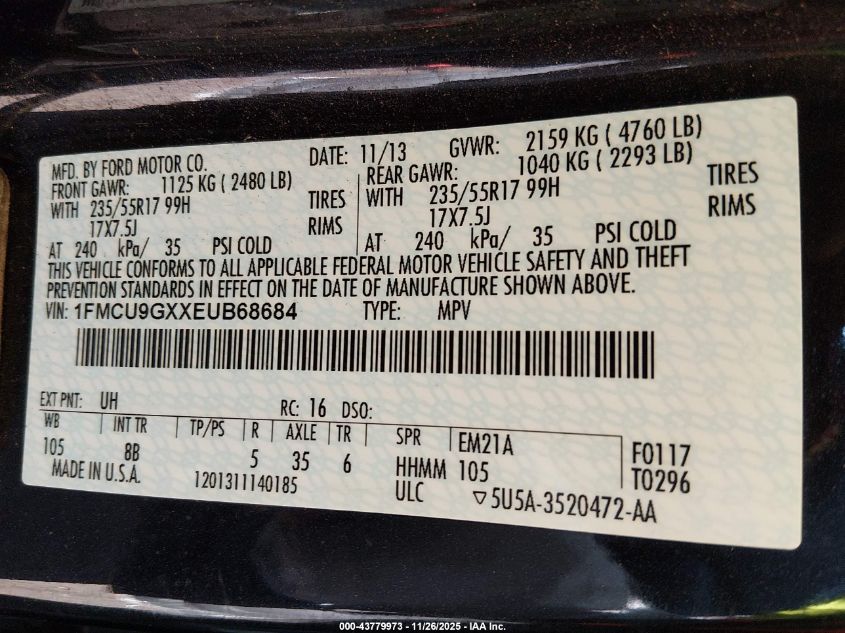 MFD. BY FORD MOTOR CO.
DATE: 11/13 GVWR: 2159 KG ( 4760 LB)
FRONT GAWR: 1125 KG ( 2480 LB)
WITH 235/55R17 99H TIRES
17X7.5J RIMS
AT 240 kPa/ 35 PSI COLD
REAR GAWR: 1040 KG ( 2293 LB)
WITH 235/55R17 99H TIRES
17X7.5J RIMS
AT 240 kPa/ 35 PSI COLD
THIS VEHICLE CONFORMS TO ALL APPLICABLE FEDERAL MOTOR VEHICLE SAFETY AND THEFT
PREVENTION STANDARDS IN EFFECT ON THE DATE OF MANUFACTURE SHOWN ABOVE.
VIN: 1FMCU9GXXEUB68684 TYPE: MPV
EXT PNT: UH RC: 16 DSO:
WB INT TR TP/PS R AXLE TR SPR EM21A F0117
105 8B 5 35 6 HHMM 105 T0296
MADE IN U.S.A. 1201311140185 ULC ▽5U5A-3520472-AA
000-43779973 - 11/26/2025 - IAA Inc.